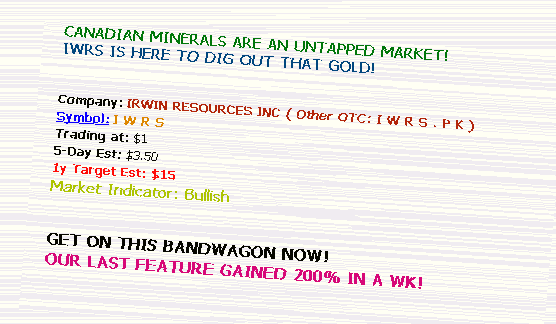 CANADIAN MINERALS ARE AN UNTAPPED MARKET!
IWRS IS HERE TO DIG OUT THAT GOLD!
Company: IRWIN RESOURCES INC ( Other OTC: I W R S . P K )
Symbol: I W R S
Trading at: $1
5-Day Est: $3.50
1y Target Est: $15
Market Indicator: Bullish
GET ON THIS BANDWAGON NOW!
OUR LAST FEATURE GAINED 200% IN A WK!